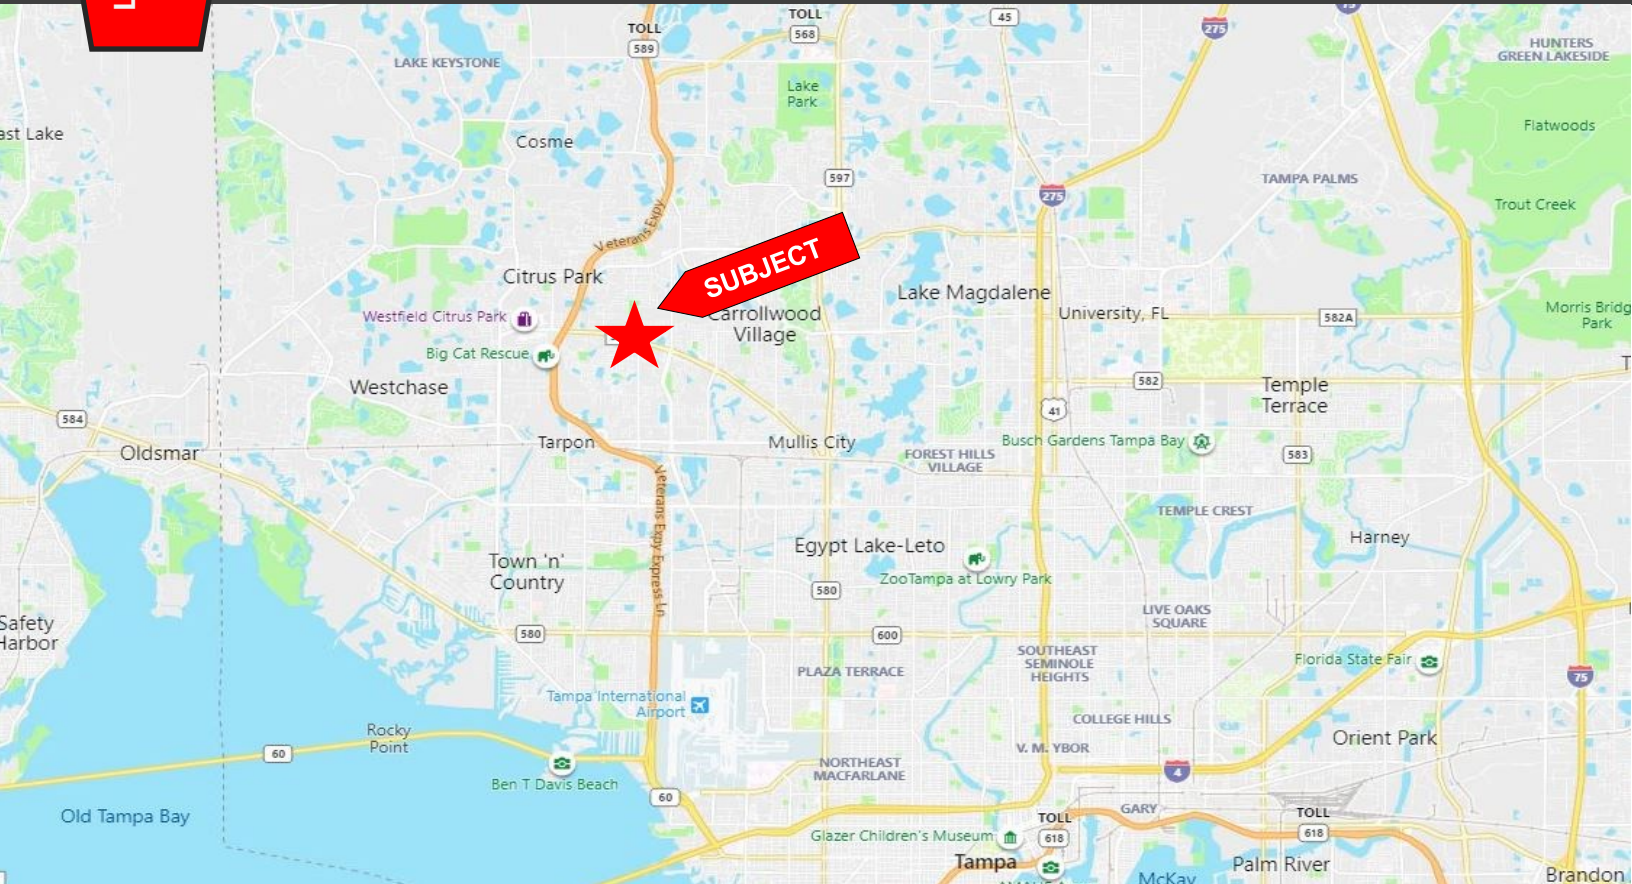 TOLL
568
45
75
275
TOLL
589
HUNTERS
GREEN LAKESIDE
LAKE KEYSTONE
Lake
Park
Flatwoods
ast Lake
Cosme
597
TAMPA PALMS
275
Trout Creek
Veterans Expy
SUBJECT
Citrus Park
Lake Magdalene
Westfield Citrus Park
Carrollwood
Village
University, FL
582A
Morris Bridg
Park
Big Cat Rescue
Westchase
582
Temple
Terrace
584
41
Oldsmar
Tarpon
Mullis City
Busch Gardens Tampa Bay
FOREST HILLS
VILLAGE
583
Veterans Expy Express Ln
TEMPLE CREST
Harney
Egypt Lake-Leto
Town 'n'
Country
ZooTampa at Lowry Park
580
LIVE OAKS
SQUARE
Safety
Harbor
580
600
SOUTHEAST
SEMINOLE
HEIGHTS
PLAZA TERRACE
Florida State Fair
75
Tampa International
Airport
COLLEGE HILLS
Rocky
Point
Orient Park
60
V. M. YBOR
NORTHEAST
MACFARLANE
4
Ben T Davis Beach
60
Old Tampa Bay
GARY
TOLL
618
TOLL
618
Glazer Children's Museum
Tampa
Palm River
McKay
Brandon